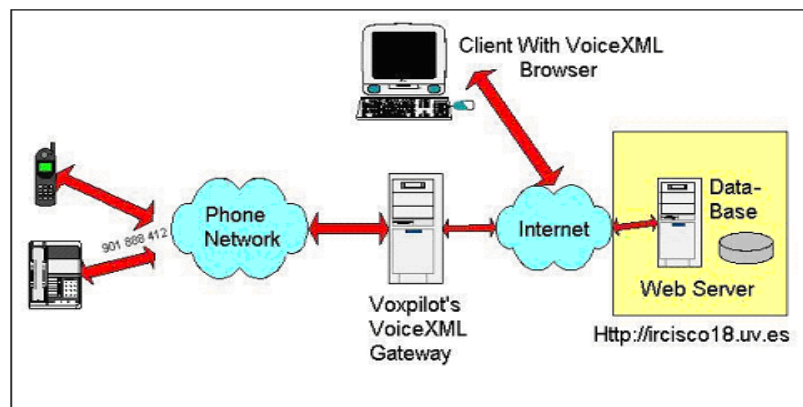 Client With VoiceXML
Browser
901 888 412
Phone
Network
Internet
Data-
Base
Web Server
Voxpilot's
VoiceXML
Gateway
Http://ircisco18.uv.es